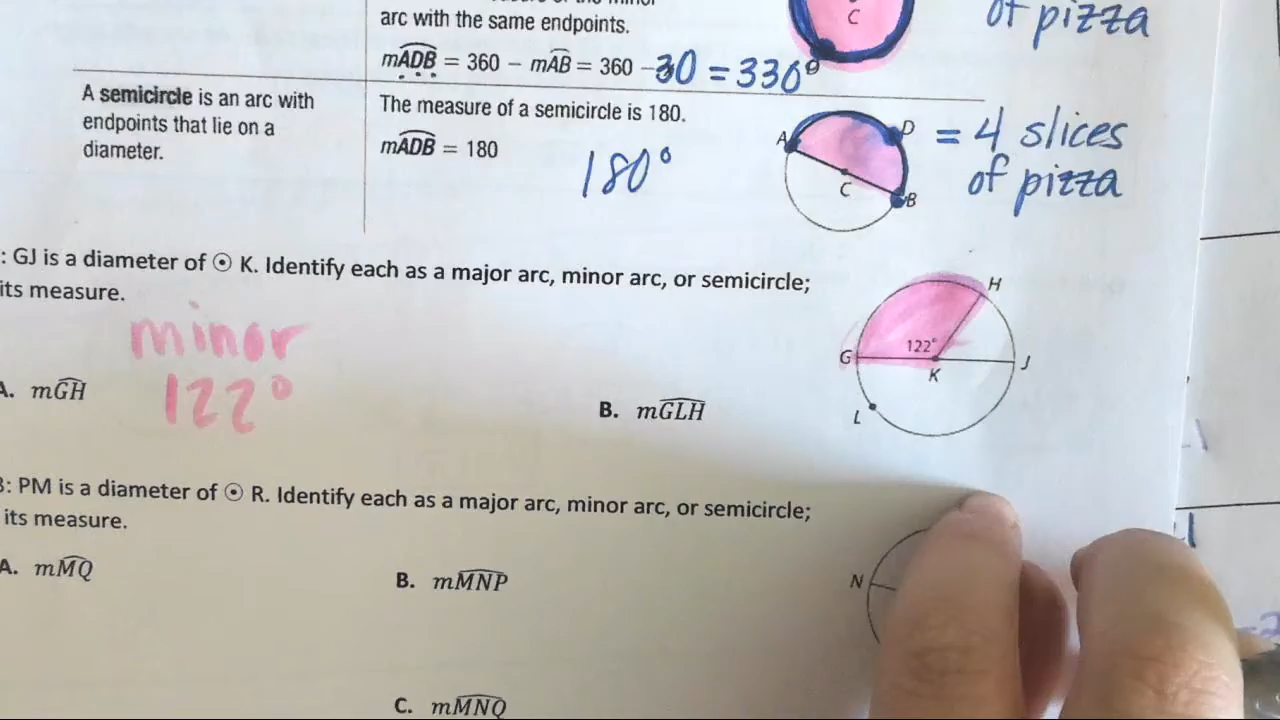 arc with the same endpoints.
of pizza
mADB = 360 − mAB = 360 − 30 = 330°
C
A semicircle is an arc with
endpoints that lie on a
diameter.
The measure of a semicircle is 180.
mADB = 180
180°
A
D
C
B
= 4 slices
of pizza
: GJ is a diameter of ⊙ K. Identify each as a major arc, minor arc, or semicircle;
its measure.
minor
122°
A. mGH
B. mGLH
H
122°
G
K
J
L
: PM is a diameter of ⊙ R. Identify each as a major arc, minor arc, or semicircle;
its measure.
A. mMQ
B. mMNP
N
C. mMNQ